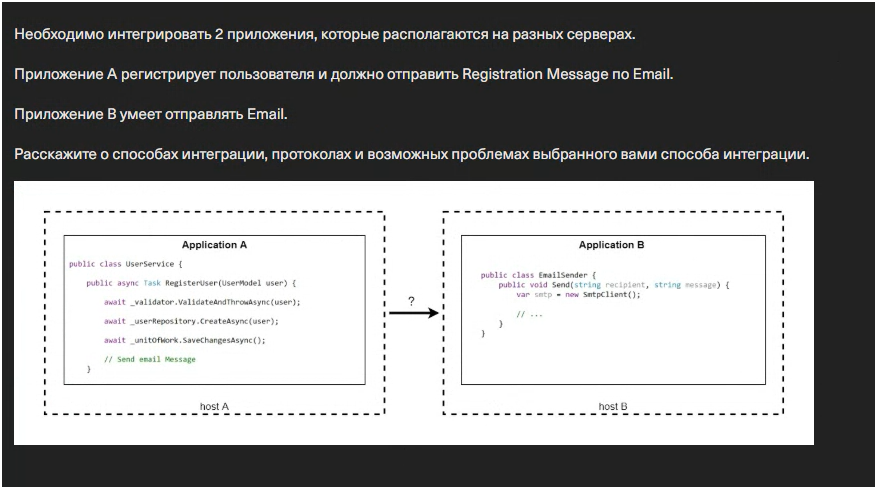 Необходимо интегрировать 2 приложения, которые располагаются на разных серверах.
Приложение А регистрирует пользователя и должно отправить Registration Message по Email.
Приложение B умеет отправлять Email.
Расскажите о способах интеграции, протоколах и возможных проблемах выбранного вами способа интеграции.
Application A
public class UserService {
public async Task RegisterUser(UserModel user) {
await _validator.ValidateAndThrowAsync(user);
await _userRepository.CreateAsync(user);
await _unitOfWork.SaveChangesAsync();
// Send email Message
}
host A
?
Application B
public class EmailSender {
public void Send(string recipient, string message) {
var smtp = new SmtpClient();
// ...
}
}
host B